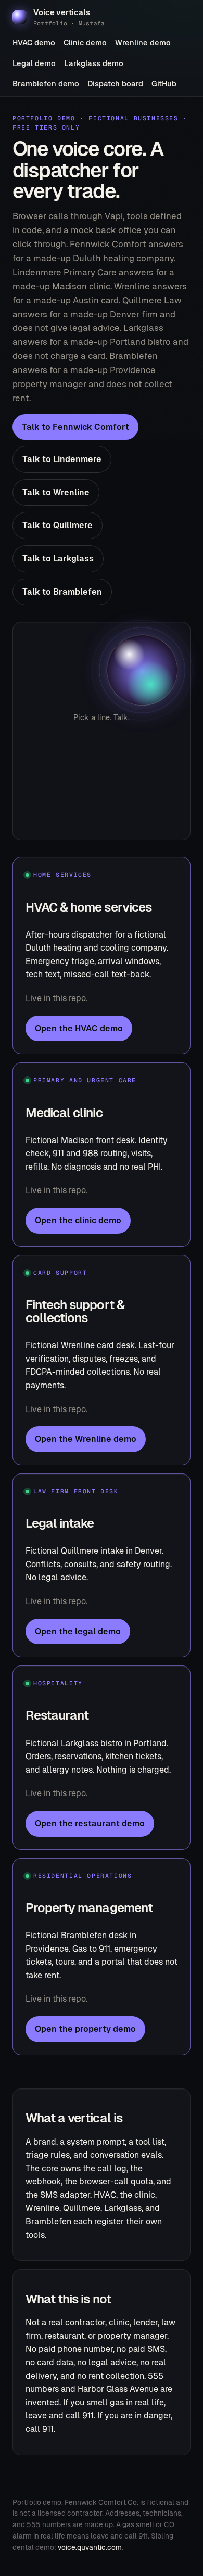 Voice verticals
Portfolio · Mustafa
HVAC demo Clinic demo Wrenline demo
Legal demo Larkglass demo
Bramblefen demo Dispatch board GitHub
PORTFOLIO DEMO · FICTIONAL BUSINESSES ·
FREE TIERS ONLY
One voice core. A
dispatcher for
every trade.
Browser calls through Vapi, tools defined
in code, and a mock back office you can
click through. Fennwick Comfort answers
for a made-up Duluth heating company.
Lindenmere Primary Care answers for a
made-up Madison clinic. Wrenline answers
for a made-up Austin card. Quillmere Law
answers for a made-up Denver firm and
does not give legal advice. Larkglass
answers for a made-up Portland bistro and
does not charge a card. Bramblefen
answers for a made-up Providence
property manager and does not collect
rent.
Talk to Fennwick Comfort
Talk to Lindenmere
Talk to Wrenline
Talk to Quillmere
Talk to Larkglass
Talk to Bramblefen
Pick a line. Talk.
HOME SERVICES
HVAC & home services
After-hours dispatcher for a fictional
Duluth heating and cooling company.
Emergency triage, arrival windows,
tech text, missed-call text-back.
Live in this repo.
Open the HVAC demo
PRIMARY AND URGENT CARE
Medical clinic
Fictional Madison front desk. Identity
check, 911 and 988 routing, visits,
refills. No diagnosis and no real PHI.
Live in this repo.
Open the clinic demo
CARD SUPPORT
Fintech support &
collections
Fictional Wrenline card desk. Last-four
verification, disputes, freezes, and
FDCPA-minded collections. No real
payments.
Live in this repo.
Open the Wrenline demo
LAW FIRM FRONT DESK
Legal intake
Fictional Quillmere intake in Denver.
Conflicts, consults, and safety routing.
No legal advice.
Live in this repo.
Open the legal demo
HOSPITALITY
Restaurant
Fictional Larkglass bistro in Portland.
Orders, reservations, kitchen tickets,
and allergy notes. Nothing is charged.
Live in this repo.
Open the restaurant demo
RESIDENTIAL OPERATIONS
Property management
Fictional Bramblefen desk in
Providence. Gas to 911, emergency
tickets, tours, and a portal that does not
take rent.
Live in this repo.
Open the property demo
What a vertical is
A brand, a system prompt, a tool list,
triage rules, and conversation evals.
The core owns the call log, the
webhook, the browser-call quota, and
the SMS adapter. HVAC, the clinic,
Wrenline, Quillmere, Larkglass, and
Bramblefen each register their own
tools.
What this is not
Not a real contractor, clinic, lender, law
firm, restaurant, or property manager.
No paid phone number, no paid SMS,
no card data, no legal advice, no real
delivery, and no rent collection. 555
numbers and Harbor Glass Avenue are
invented. If you smell gas in real life,
leave and call 911. If you are in danger,
call 911.
Portfolio demo. Fennwick Comfort Co. is fictional and
is not a licensed contractor. Addresses, technicians,
and 555 numbers are made up. A gas smell or CO
alarm in real life means leave and call 911. Sibling
dental demo: voice.quvantic.com.